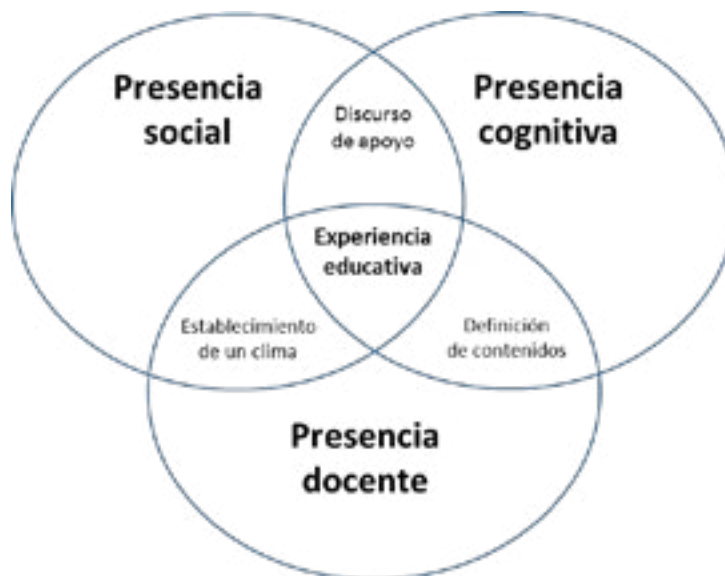 Presencia
social
Discurso
de apoyo
Presencia
cognitiva
Experiencia
educativa
Establecimiento
de un clima
Definición
de contenidos
Presencia
docente